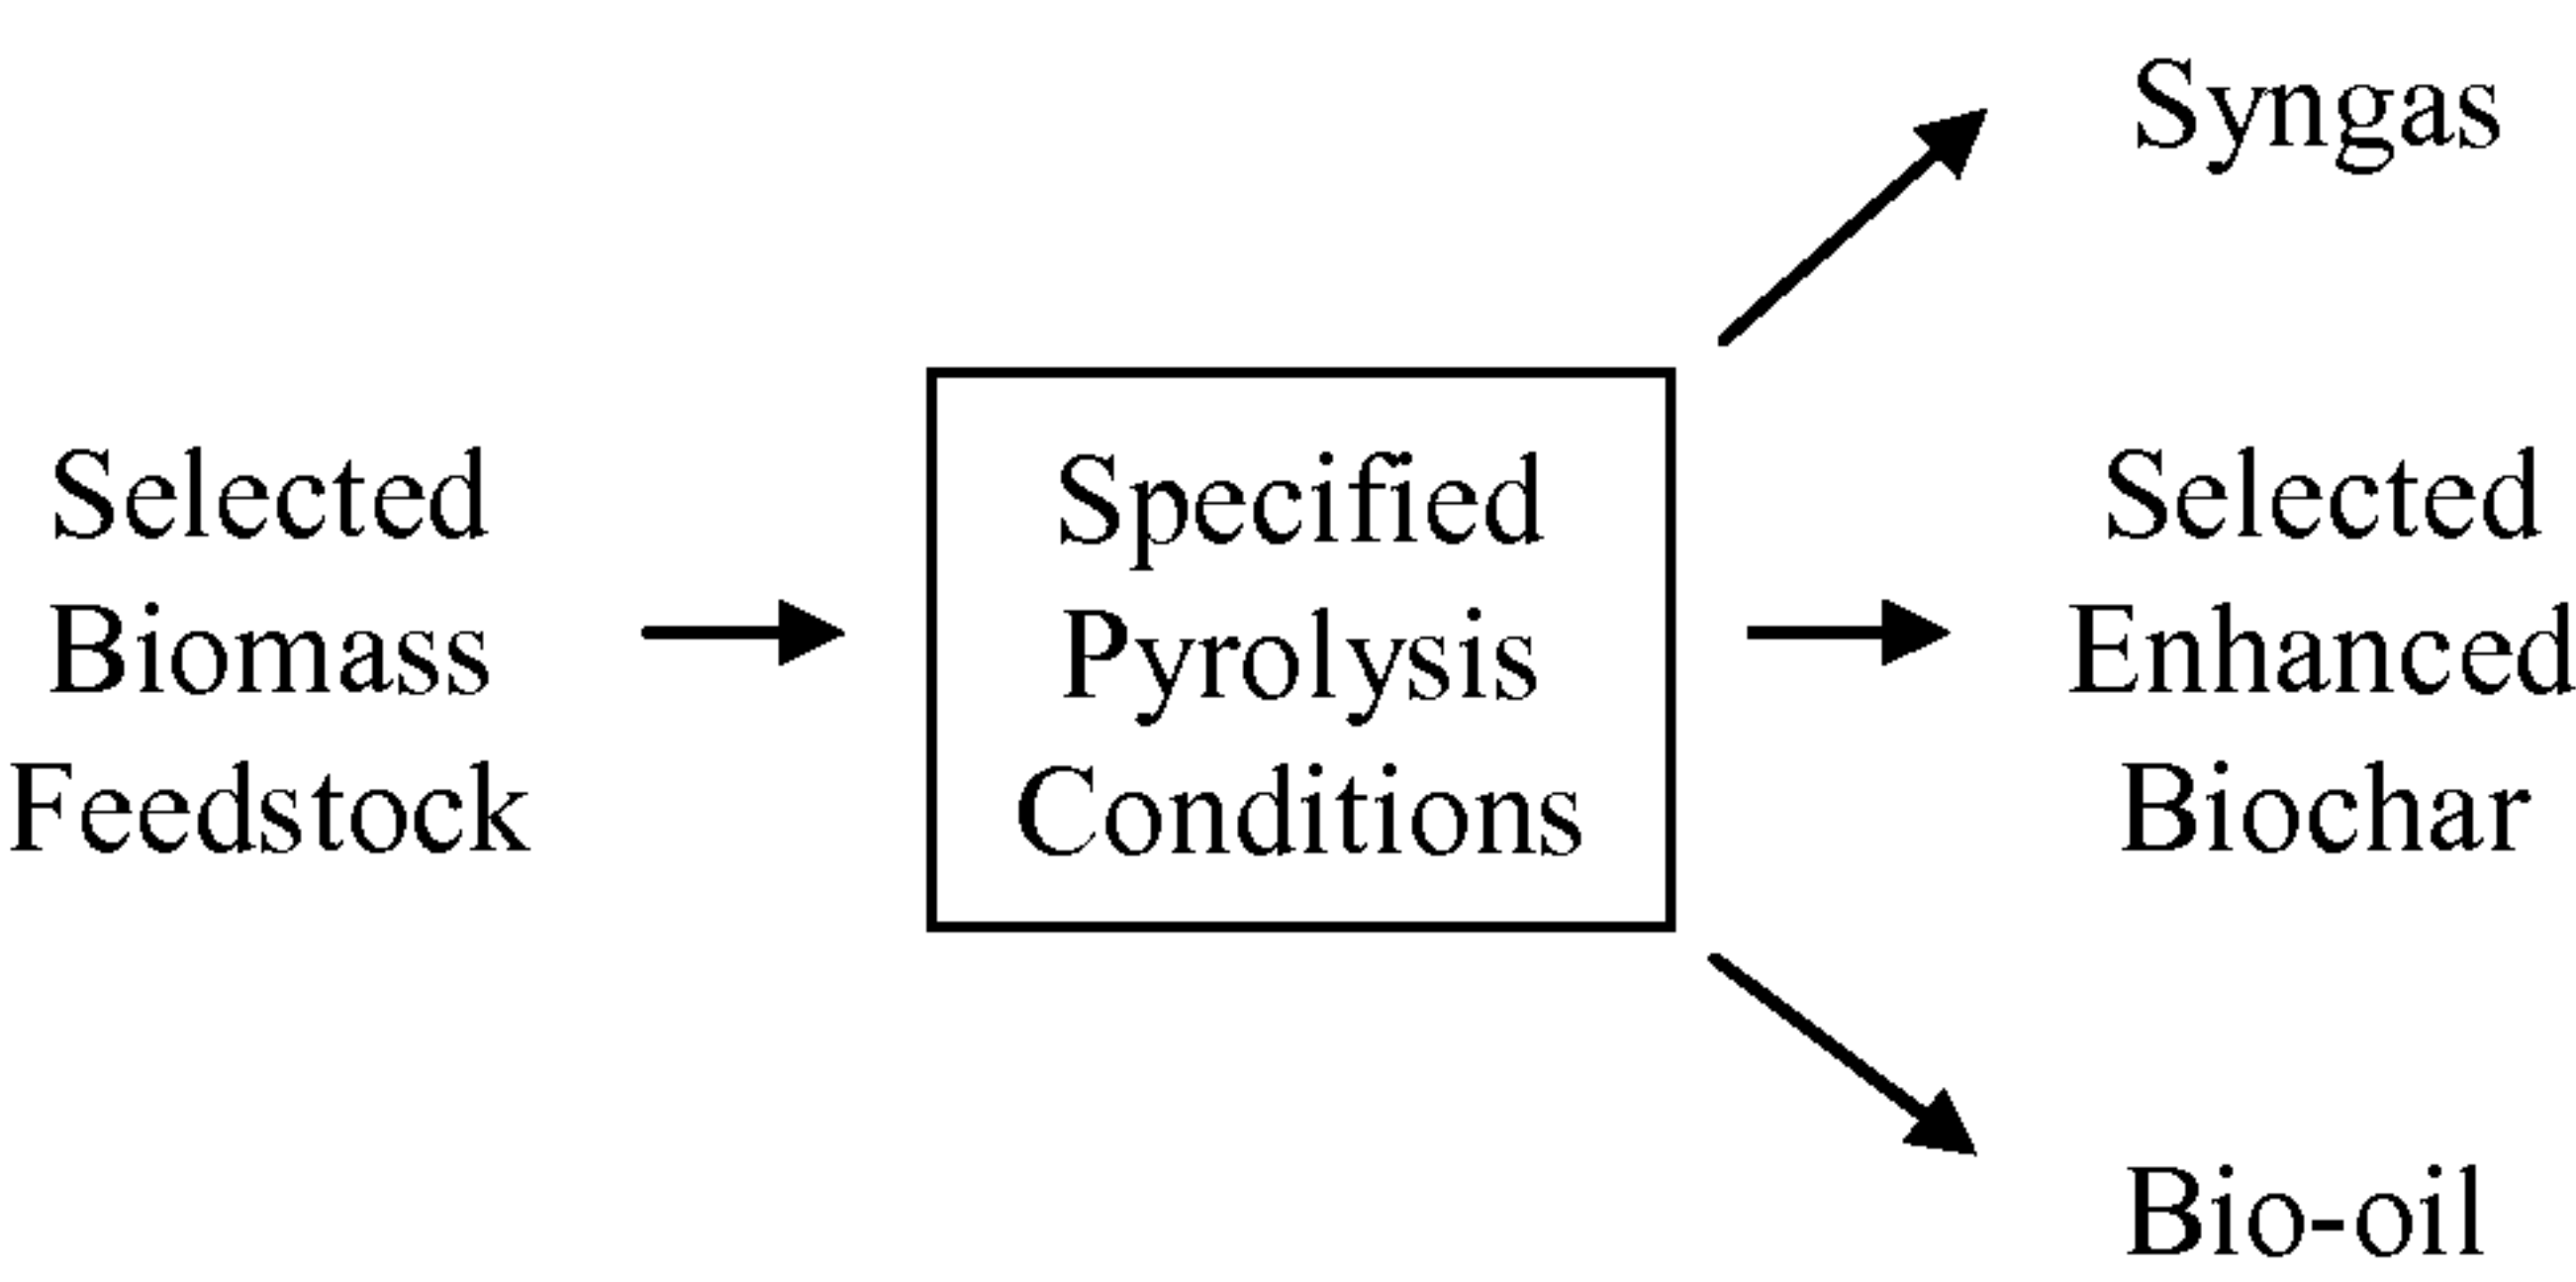 Selected
Biomass
Feedstock
Specified
Pyrolysis
Conditions
Syngas
Selected
Enhanced
Biochar
Bio-oil